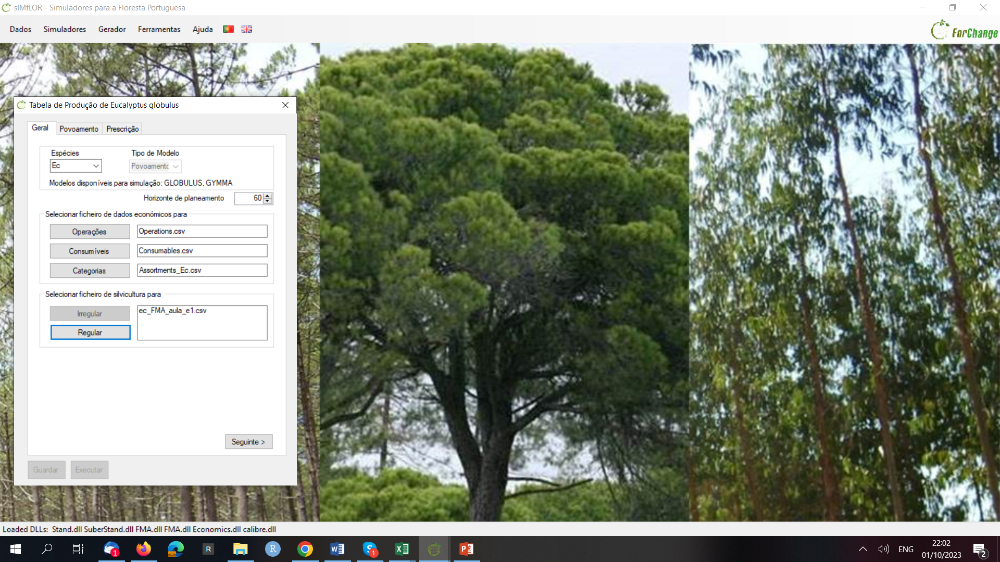 sIMfLOR - Simuladores para a Floresta Portuguesa
Dados Simuladores Gerador Ferramentas Ajuda
ForChange
Tabela de Produção de Eucalyptus globulus
Geral Povoamento Prescrição
Espécies Tipo de Modelo
Ec Povoamento
Modelos disponíveis para simulação: GLOBULUS, GYMMA
Horizonte de planeamento 60
Selecionar ficheiro de dados económicos para
Operações Operations.csv
Consumíveis Consumables.csv
Categorias Assortments_Ec.csv
Selecionar ficheiro de silvicultura para
Irregular ec_FMA_aula_e1.csv
Regular
Seguinte >
Guardar Executar
Loaded DLLs: Stand.dll SuberStand.dll FMA.dll FMA.dll Economics.dll calibre.dll
1 R R W S 1 X P ENG 22:02
01/10/2023 2